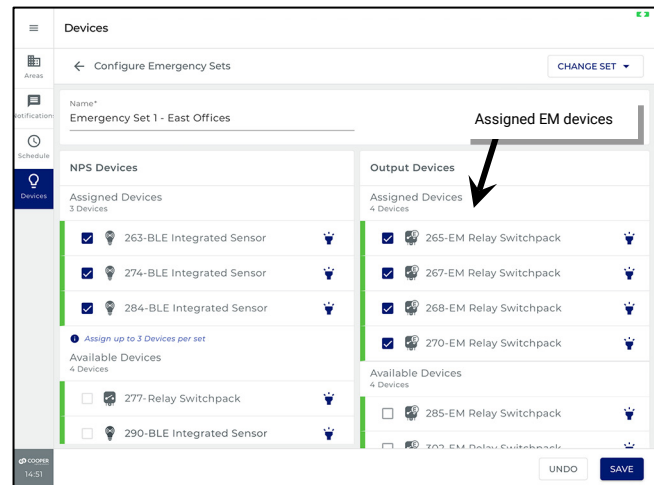 Devices
Areas
Notifications
Schedule
Devices
Configure Emergency Sets
CHANGE SET
Name*
Emergency Set 1 - East Offices
Assigned EM devices
NPS Devices
Assigned Devices
3 Devices
263-BLE Integrated Sensor
274-BLE Integrated Sensor
284-BLE Integrated Sensor
Assign up to 3 Devices per set
Available Devices
4 Devices
277-Relay Switchpack
290-BLE Integrated Sensor
Output Devices
Assigned Devices
4 Devices
265-EM Relay Switchpack
267-EM Relay Switchpack
268-EM Relay Switchpack
270-EM Relay Switchpack
Available Devices
4 Devices
285-EM Relay Switchpack
302-EM Relay Switchpack
COOPER
14:51
UNDO
SAVE